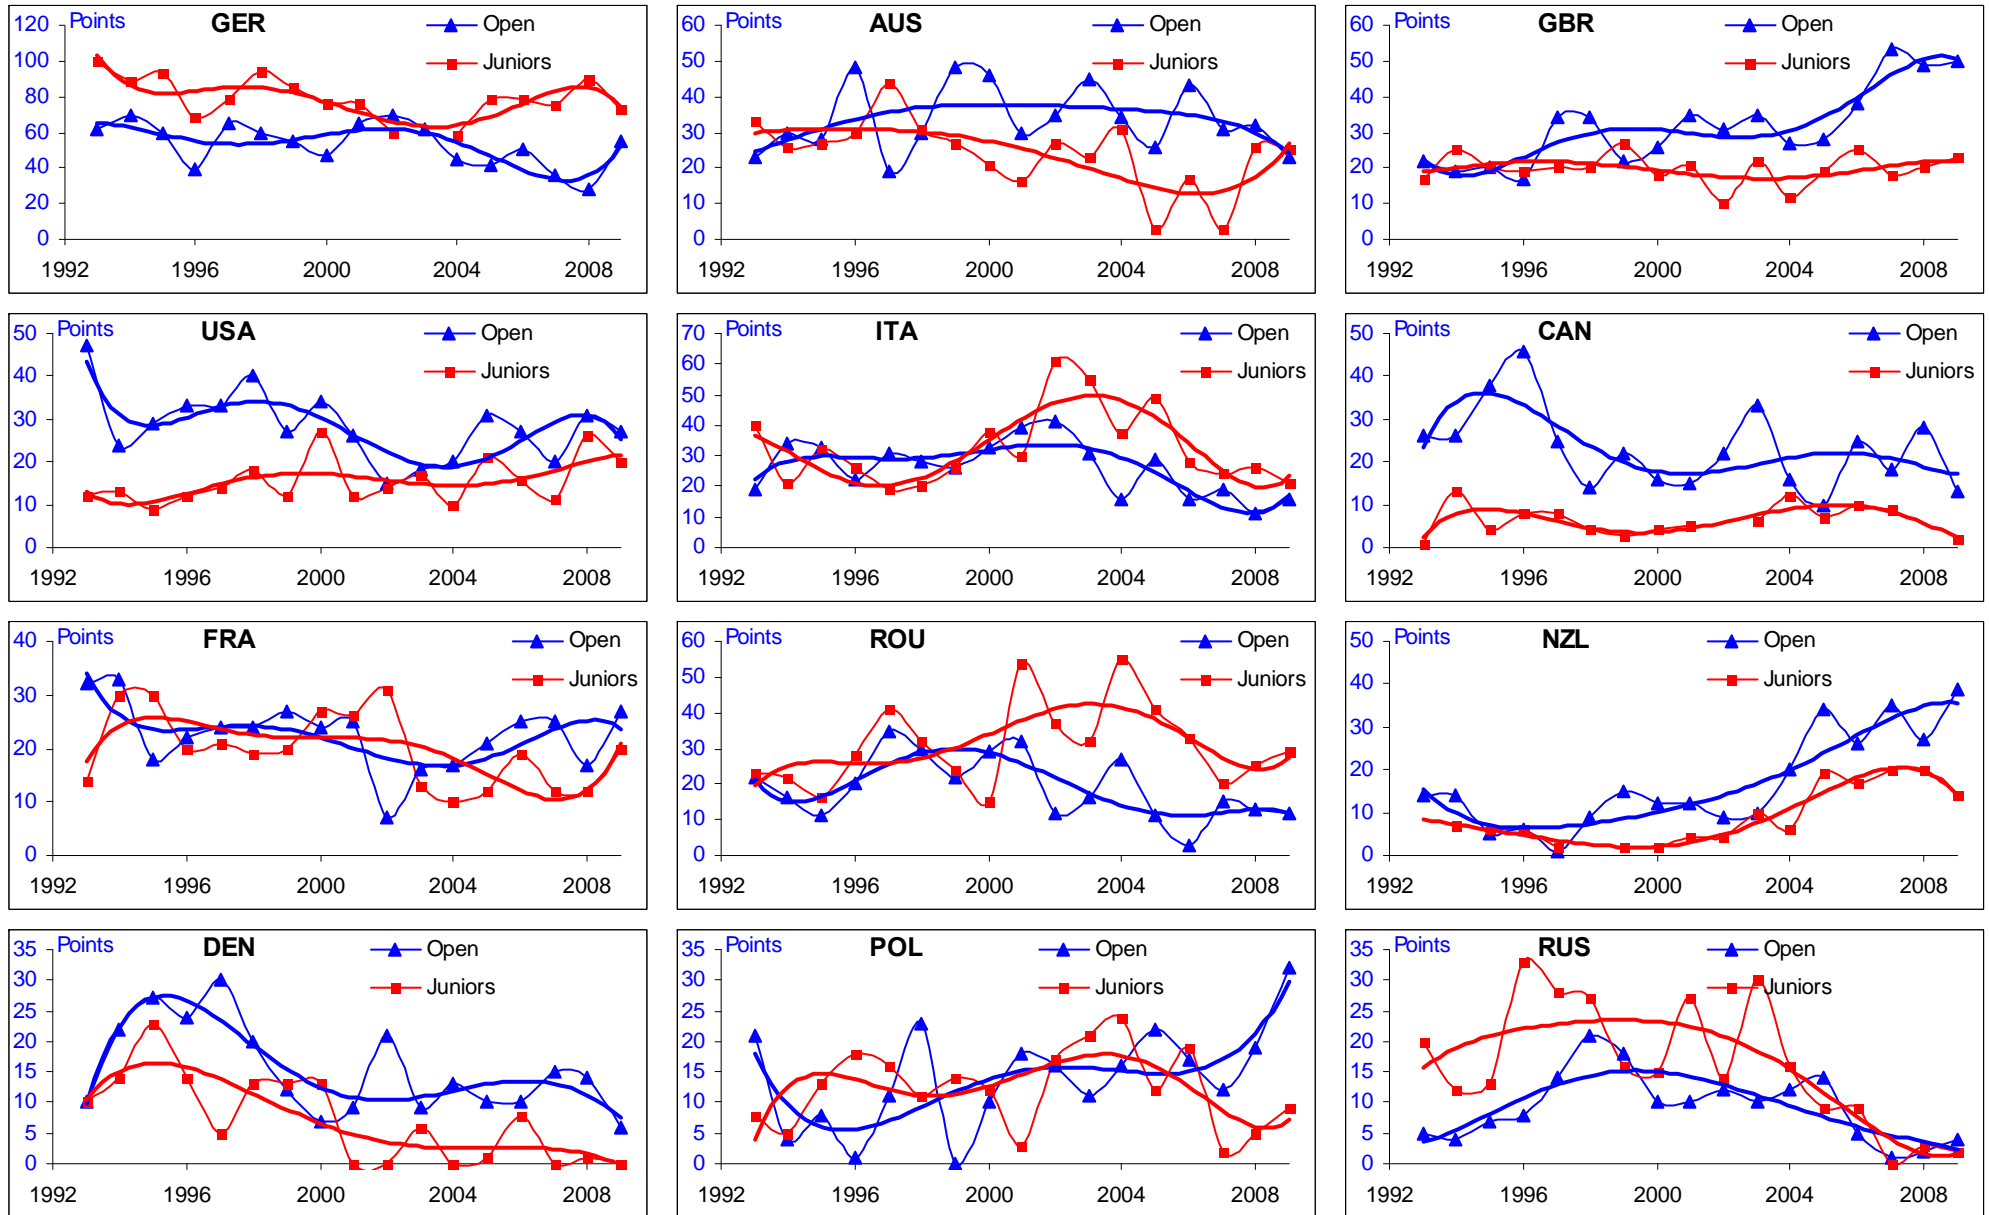 Points GER Open
Juniors
120
100
80
60
40
20
0
1992 1996 2000 2004 2008
Points AUS Open
Juniors
60
50
40
30
20
10
0
1992 1996 2000 2004 2008
Points GBR Open
Juniors
60
50
40
30
20
10
0
1992 1996 2000 2004 2008
Points USA Open
Juniors
50
40
30
20
10
0
1992 1996 2000 2004 2008
Points ITA Open
Juniors
70
60
50
40
30
20
10
0
1992 1996 2000 2004 2008
Points CAN Open
Juniors
50
40
30
20
10
0
1992 1996 2000 2004 2008
Points FRA Open
Juniors
40
30
20
10
0
1992 1996 2000 2004 2008
Points ROU Open
Juniors
60
50
40
30
20
10
0
1992 1996 2000 2004 2008
Points NZL Open
Juniors
50
40
30
20
10
0
1992 1996 2000 2004 2008
Points DEN Open
Juniors
35
30
25
20
15
10
5
0
1992 1996 2000 2004 2008
Points POL Open
Juniors
35
30
25
20
15
10
5
0
1992 1996 2000 2004 2008
Points RUS Open
Juniors
35
30
25
20
15
10
5
0
1992 1996 2000 2004 2008